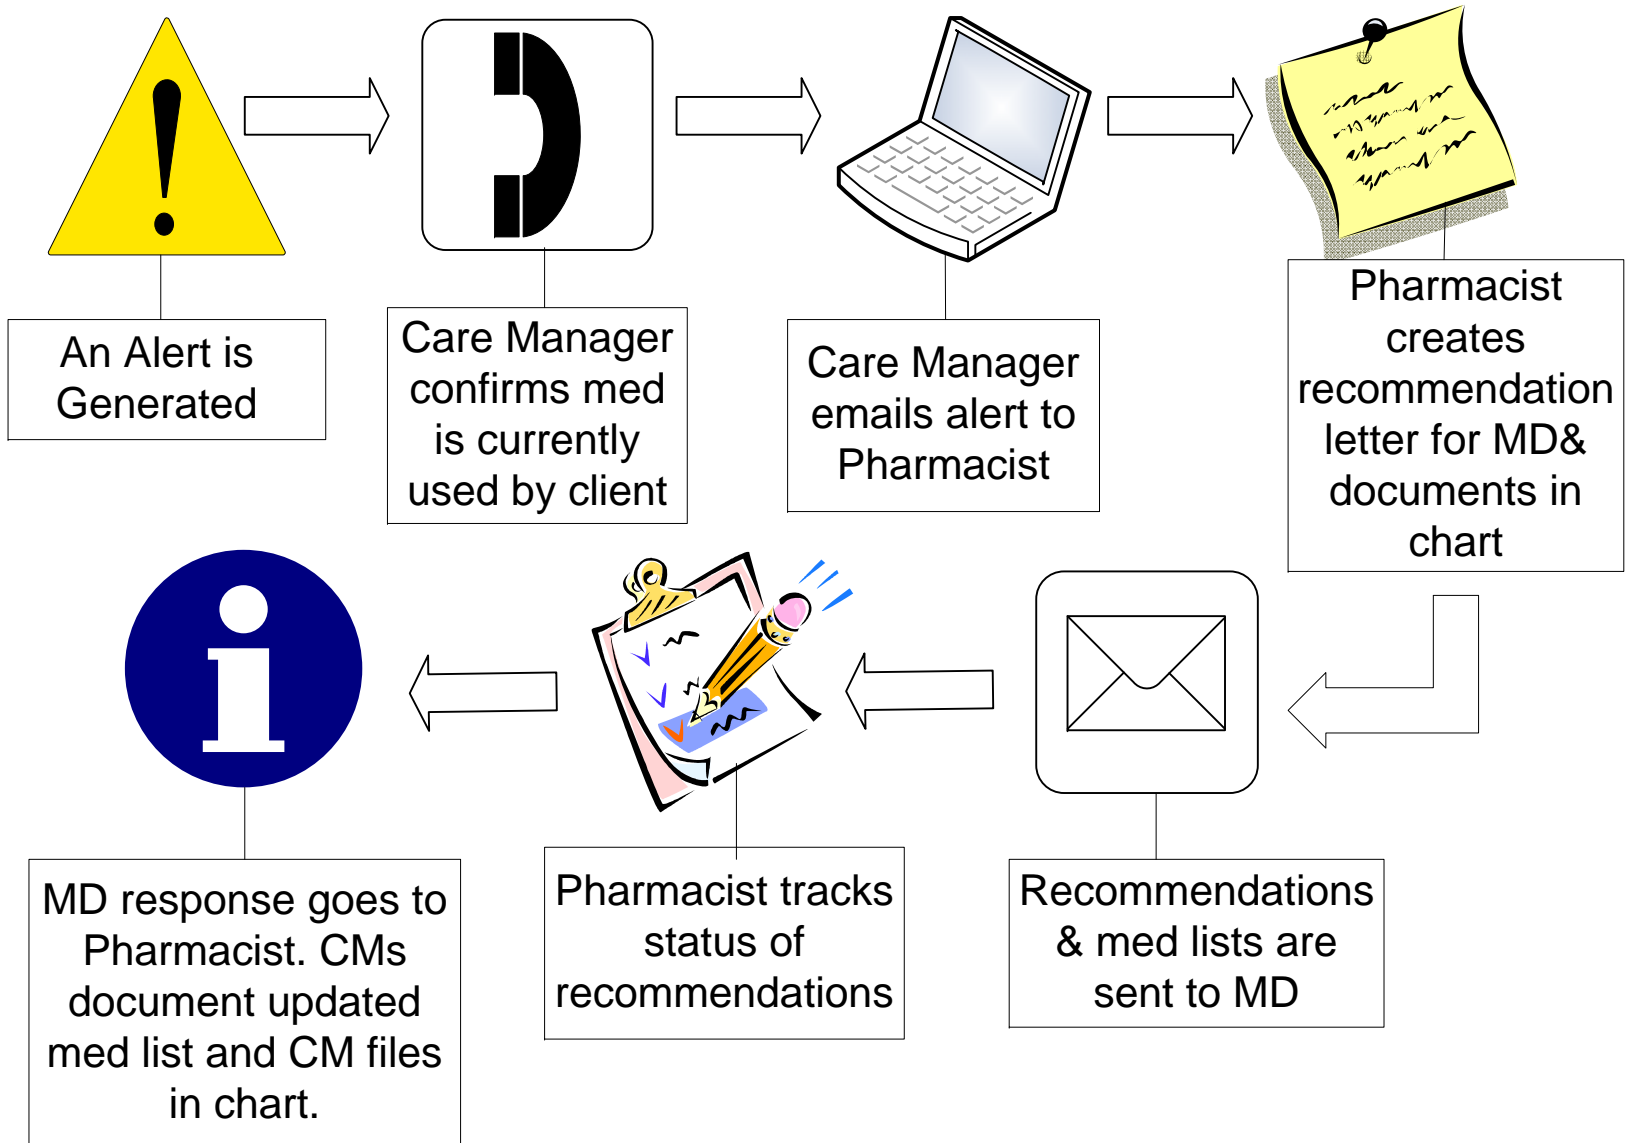 An Alert is
Generated
Care Manager
confirms med
is currently
used by client
Care Manager
emails alert to
Pharmacist
Pharmacist
creates
recommendation
letter for MD&
documents in
chart
Recommendations
& med lists are
sent to MD
Pharmacist tracks
status of
recommendations
MD response goes to
Pharmacist. CMs
document updated
med list and CM files
in chart.